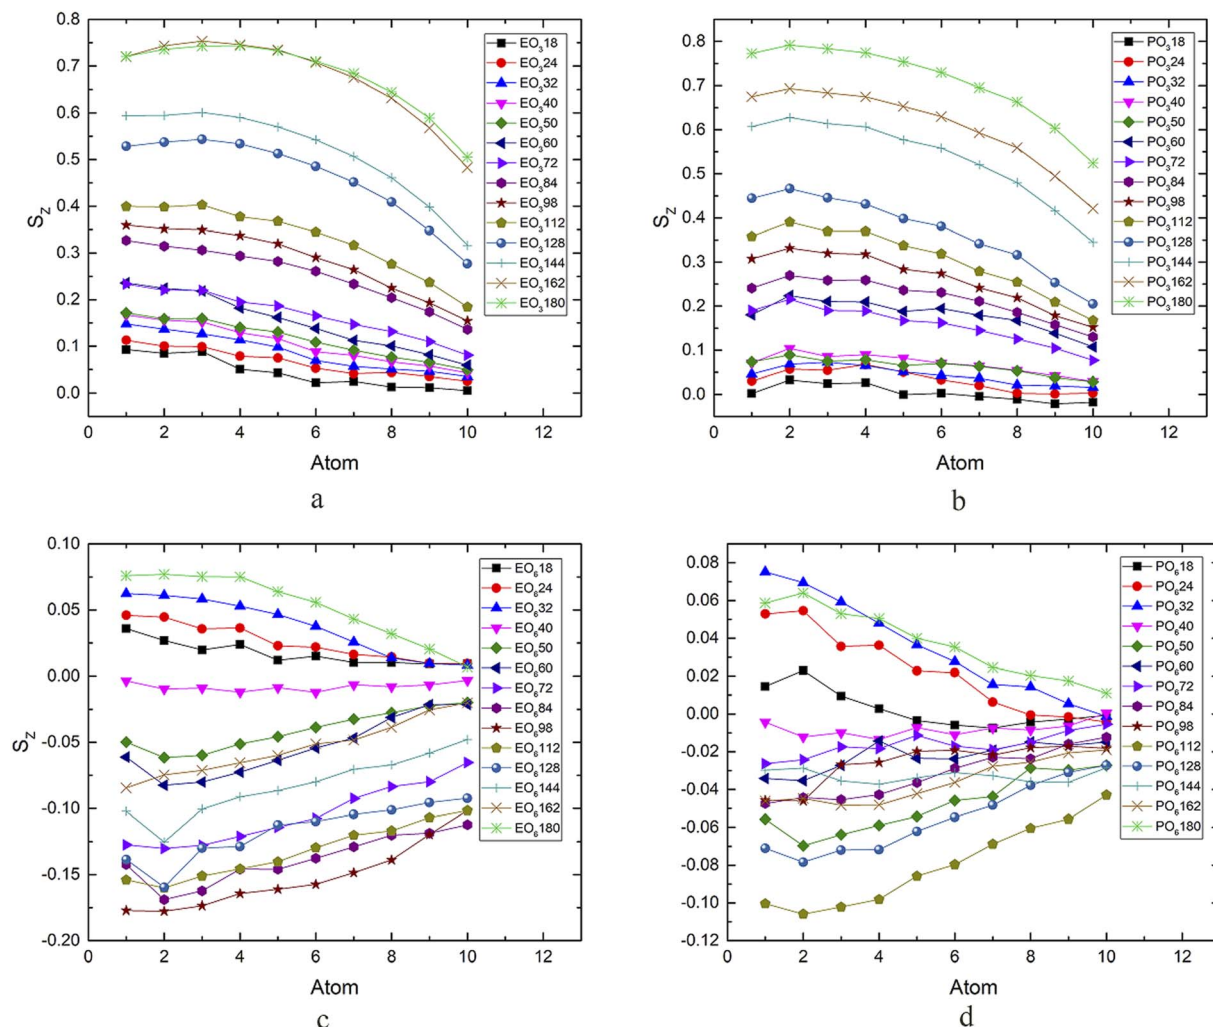 0.8
0.7
0.6
0.5
0.4
0.3
0.2
0.1
0.0
S_Z
0 2 4 6 8 10 12
Atom
EO_3 18
EO_3 24
EO_3 32
EO_3 40
EO_3 50
EO_3 60
EO_3 72
EO_3 84
EO_3 98
EO_3 112
EO_3 128
EO_3 144
EO_3 162
EO_3 180
a
0.8
0.7
0.6
0.5
0.4
0.3
0.2
0.1
0.0
S_Z
0 2 4 6 8 10 12
Atom
PO_3 18
PO_3 24
PO_3 32
PO_3 40
PO_3 50
PO_3 60
PO_3 72
PO_3 84
PO_3 98
PO_3 112
PO_3 128
PO_3 144
PO_3 162
PO_3 180
b
0.10
0.05
0.00
-0.05
-0.10
-0.15
-0.20
S_Z
0 2 4 6 8 10 12
Atom
EO_6 18
EO_6 24
EO_6 32
EO_6 40
EO_6 50
EO_6 60
EO_6 72
EO_6 84
EO_6 98
EO_6 112
EO_6 128
EO_6 144
EO_6 162
EO_6 180
c
0.08
0.06
0.04
0.02
0.00
-0.02
-0.04
-0.06
-0.08
-0.10
-0.12
0 2 4 6 8 10 12
Atom
PO_6 18
PO_6 24
PO_6 32
PO_6 40
PO_6 50
PO_6 60
PO_6 72
PO_6 84
PO_6 98
PO_6 112
PO_6 128
PO_6 144
PO_6 162
PO_6 180
d